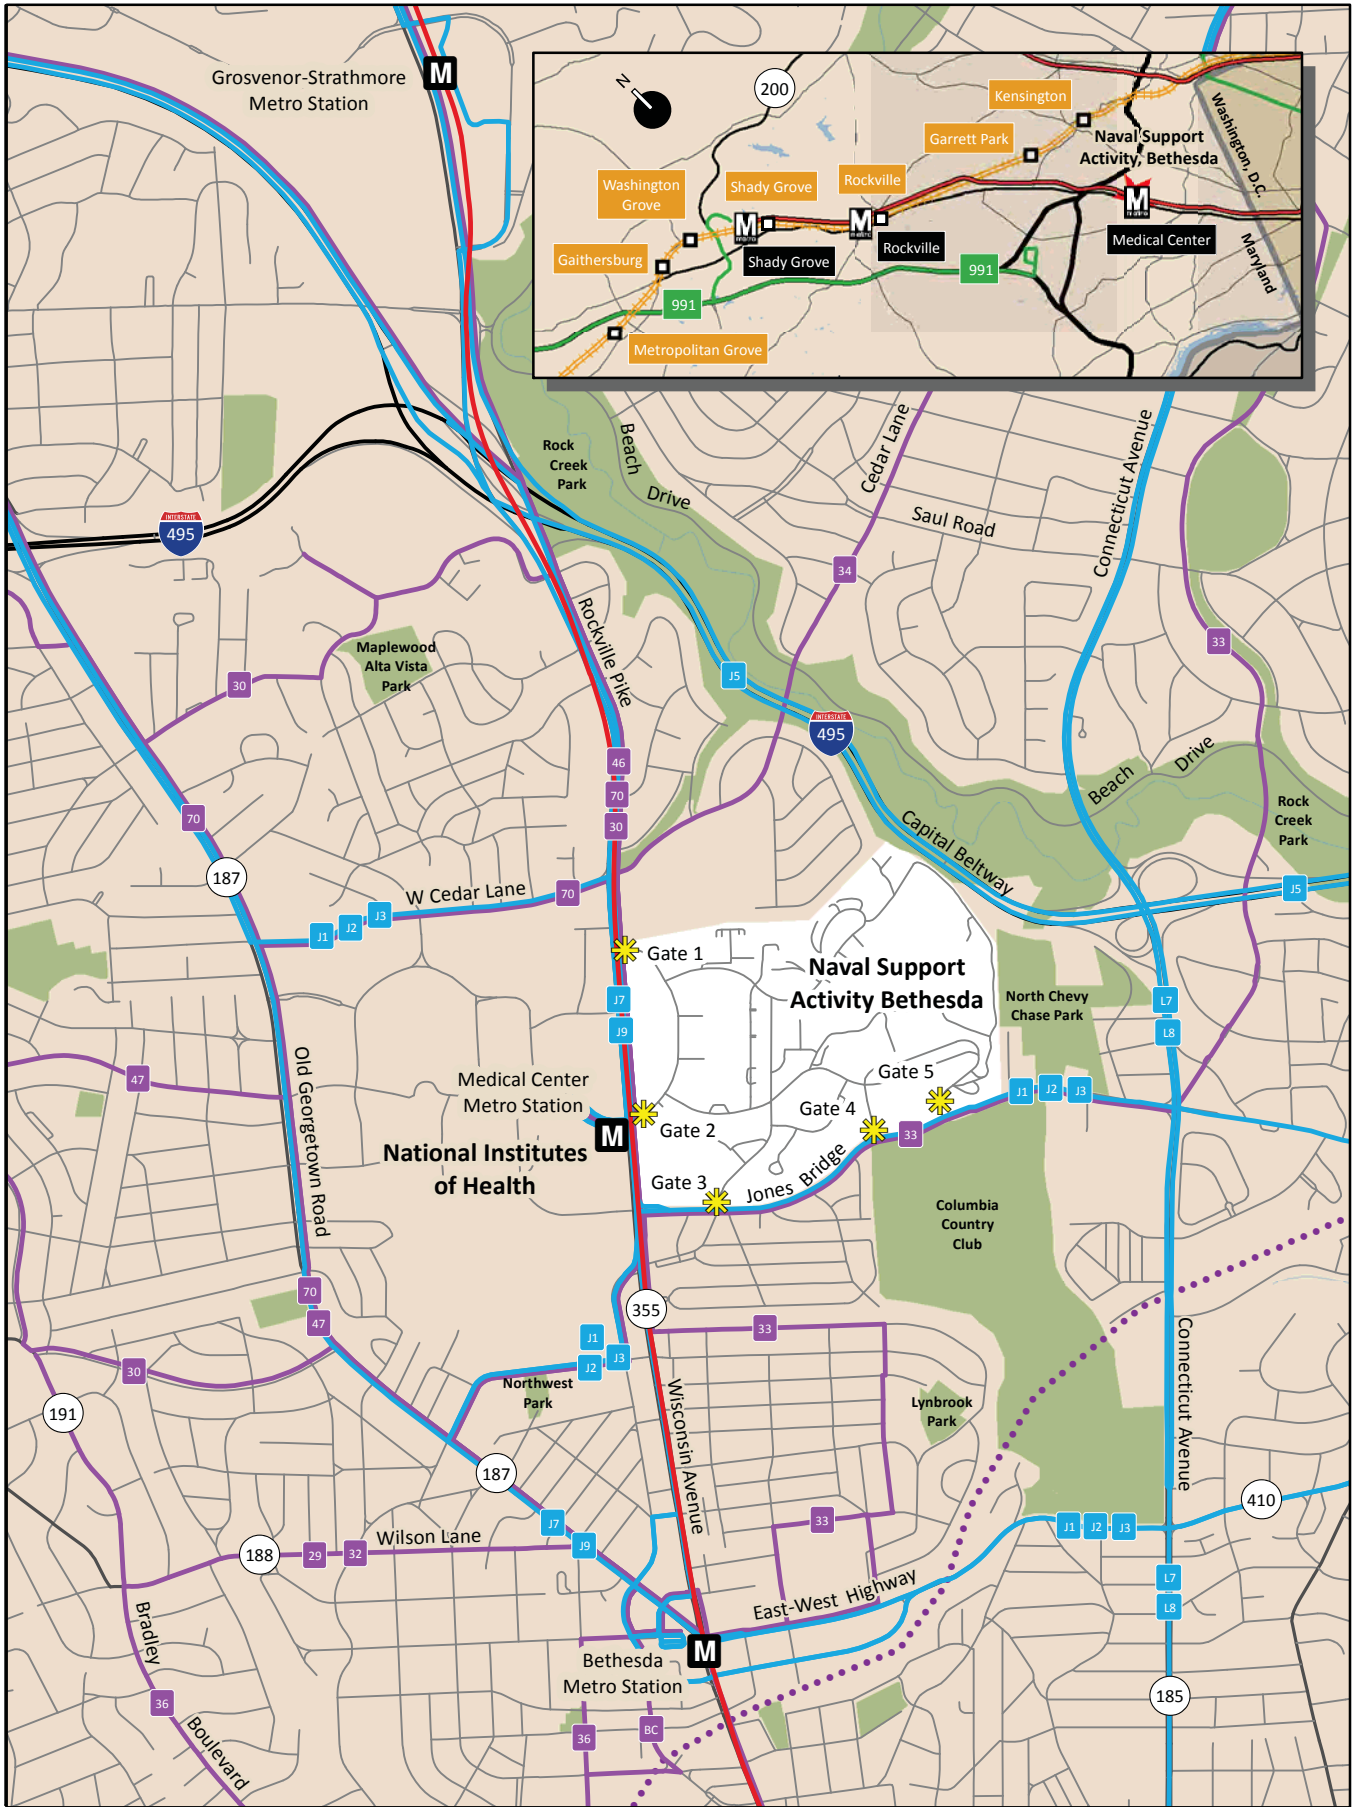 Grosvenor-Strathmore
Metro Station
M
N
200
Kensington
Garrett Park
Naval Support
Activity, Bethesda
Washington, D.C.
Maryland
Washington
Grove
Shady Grove
Rockville
M
metro
M
metro
M
metro
Medical Center
Rockville
Shady Grove
Gaithersburg
991
991
Metropolitan Grove
Rock
Creek
Park
Beach
Drive
Cedar Lane
Saul Road
Connecticut Avenue
INTERSTATE
495
34
33
Rockville Pike
Maplewood
Alta Vista
Park
30
J5
INTERSTATE
495
46
70
30
70
187
Beach
Drive
Rock
Creek
Park
Capital Beltway
W Cedar Lane
70
J1
J2
J3
J5
Gate 1
Naval Support
Activity Bethesda
North Chevy
Chase Park
J7
J9
L7
L8
47
Old Georgetown Road
Medical Center
Metro Station
M
Gate 2
Gate 5
Gate 4
33
J1
J2
J3
National Institutes
of Health
Gate 3
Jones Bridge
Columbia
Country
Club
70
47
355
33
J1
J2
J3
30
Northwest
Park
191
Wisconsin Avenue
Lynbrook
Park
Connecticut Avenue
187
410
J7
J9
33
J1
J2
J3
Wilson Lane
188
29
32
L7
L8
East-West Highway
Bradley
Boulevard
M
Bethesda
Metro Station
36
36
BC
185